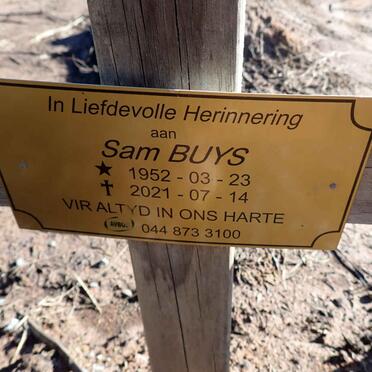 In Liefdevolle Herinnering
aan
Sam BUYS
★ 1952 - 03 - 23
✝ 2021 - 07 - 14
VIR ALTYD IN ONS HARTE
AVBOB 044 873 3100